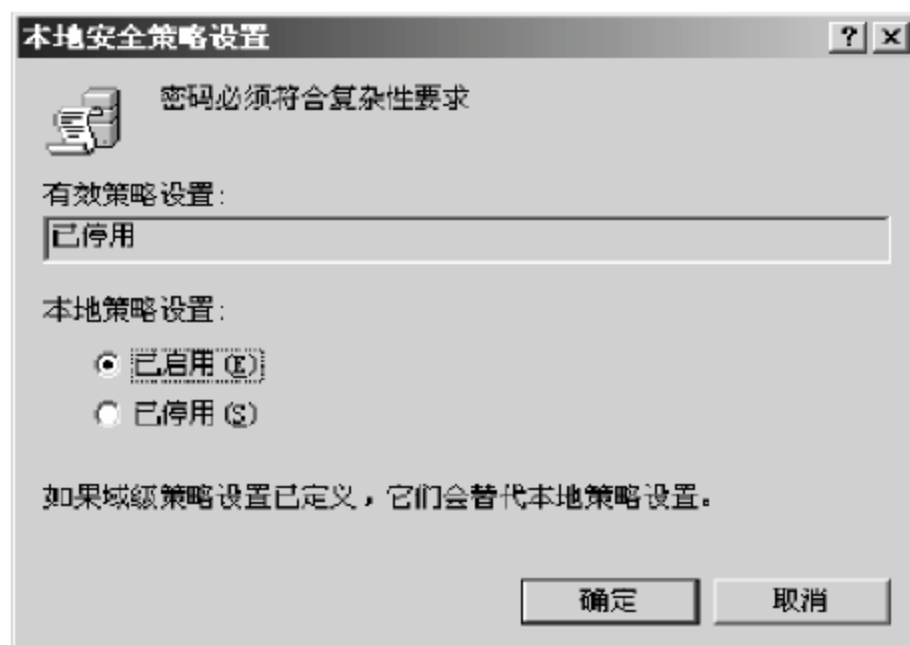 本地安全策略设置
密码必须符合复杂性要求
有效策略设置:
已停用
本地策略设置:
已启用(E)
已停用(S)
如果域级策略设置已定义，它们会替代本地策略设置。
确定 取消